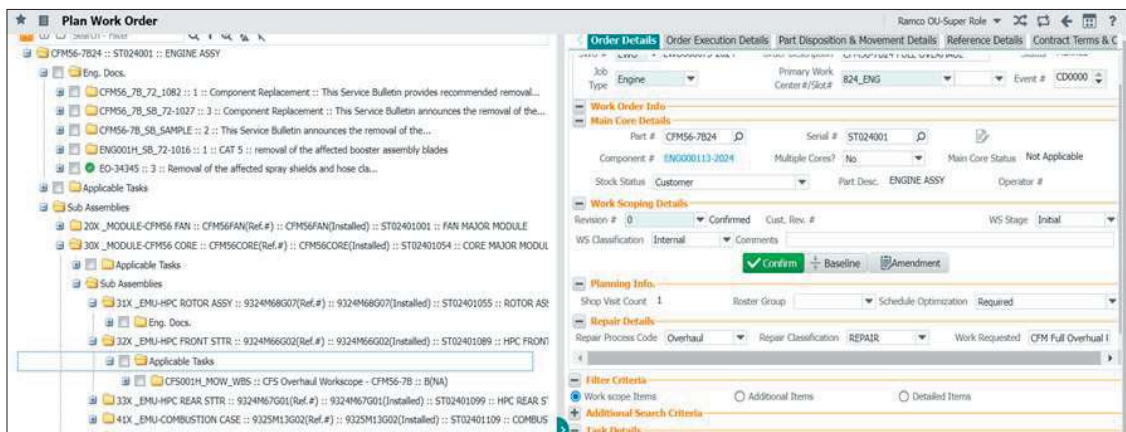 Plan Work Order
Ramco OU-Super Role
?
Search - Filter
CFM56-7B24 :: ST024001 :: ENGINE ASSY
Eng. Docs.
CFM56_7B_72_1082 :: 1 :: Component Replacement :: This Service Bulletin provides recommended removal...
CFM56_7B_SB_72-1027 :: 3 :: Component Replacement :: This Service Bulletin announces the removal of the...
CFM56-7B_SB_SAMPLE :: 2 :: This Service Bulletin announces the removal of the...
ENG001H_SB_72-1016 :: 1 :: CAT 5 :: removal of the affected booster assembly blades
EO-34345 :: 3 :: Removal of the affected spray shields and hose cla...
Applicable Tasks
Sub Assemblies
20X _MODULE-CFM56 FAN :: CFM56FAN(Ref.#) :: CFM56FAN(Installed) :: ST02401001 :: FAN MAJOR MODULE
30X _MODULE-CFM56 CORE :: CFM56CORE(Ref.#) :: CFM56CORE(Installed) :: ST02401054 :: CORE MAJOR MODUL
Applicable Tasks
Sub Assemblies
31X _EMU-HPC ROTOR ASSY :: 9324M68G07(Ref.#) :: 9324M68G07(Installed) :: ST02401055 :: ROTOR ASS
Eng. Docs.
32X _EMU-HPC FRONT STTR :: 9324M66G02(Ref.#) :: 9324M66G02(Installed) :: ST02401089 :: HPC FRONT
Applicable Tasks
CFS001H_MOW_WBS :: CFS Overhaul Workscope - CFM56-7B :: B(NA)
33X _EMU-HPC REAR STTR :: 9324M67G01(Ref.#) :: 9324M67G01(Installed) :: ST02401099 :: HPC REAR S
41X _EMU-COMBUSTION CASE :: 9325M13G02(Ref.#) :: 9325M13G02(Installed) :: ST02401109 :: COMBUS
Order Details Order Execution Details Part Disposition & Movement Details Reference Details Contract Terms & C
Job Type Engine Primary Work Center#/Slot# 824_ENG Event # CD0000
Work Order Info
Main Core Details
Part # CFM56-7B24 Serial # ST024001
Component # ENG000113-2024 Multiple Cores? No Main Core Status Not Applicable
Stock Status Customer Part Desc. ENGINE ASSY Operator #
Work Scoping Details
Revision # 0 Confirmed Cust. Rev. # WS Stage Initial
WS Classification Internal Comments
Confirm Baseline Amendment
Planning Info.
Shop Visit Count 1 Roster Group Schedule Optimization Required
Repair Details
Repair Process Code Overhaul Repair Classification REPAIR Work Requested CFM Full Overhual
Filter Criteria
Work scope Items Additional Items Detailed Items
Additional Search Criteria
Task Details